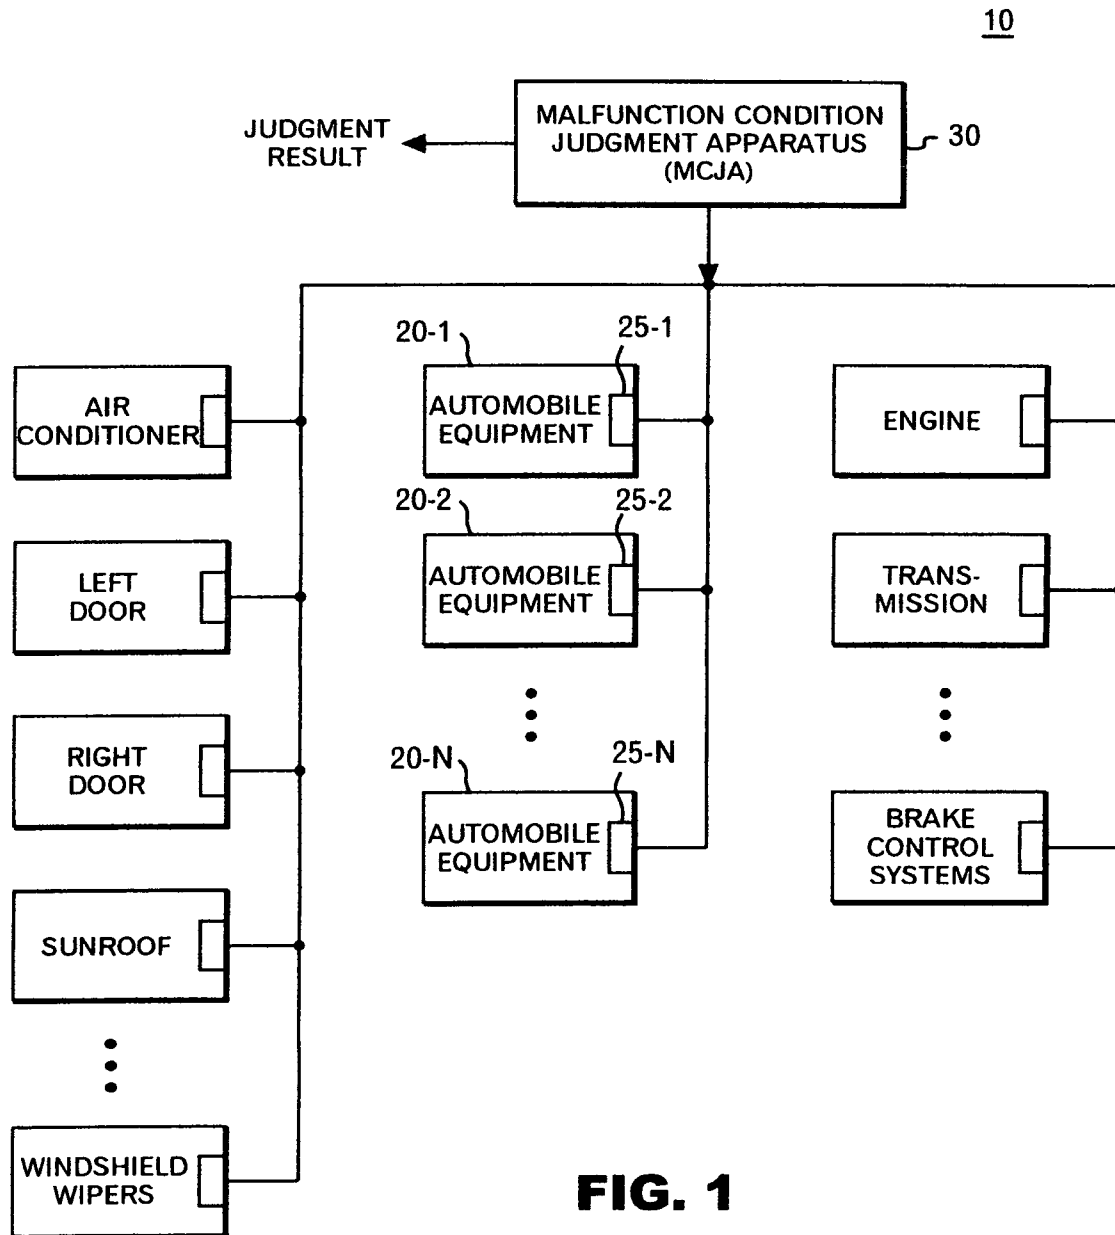 10
MALFUNCTION CONDITION
JUDGMENT APPARATUS
(MCJA)
30
JUDGMENT
RESULT
20-1
25-1
AIR
CONDITIONER
AUTOMOBILE
EQUIPMENT
ENGINE
20-2
25-2
LEFT
DOOR
AUTOMOBILE
EQUIPMENT
TRANS-
MISSION
RIGHT
DOOR
20-N
25-N
AUTOMOBILE
EQUIPMENT
BRAKE
CONTROL
SYSTEMS
SUNROOF
WINDSHIELD
WIPERS
FIG. 1